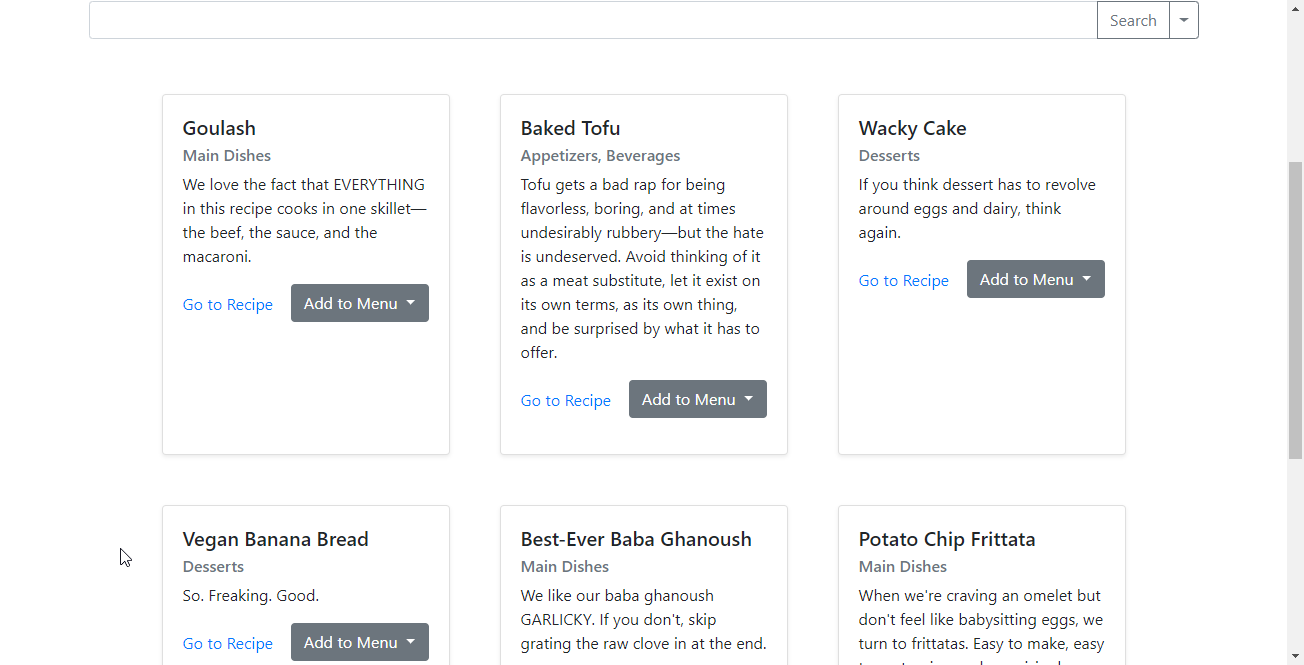 Search
Goulash
Main Dishes
We love the fact that EVERYTHING
in this recipe cooks in one skillet—
the beef, the sauce, and the
macaroni.
Go to Recipe
Add to Menu
Baked Tofu
Appetizers, Beverages
Tofu gets a bad rap for being
flavorless, boring, and at times
undesirably rubbery—but the hate
is undeserved. Avoid thinking of it
as a meat substitute, let it exist on
its own terms, as its own thing,
and be surprised by what it has to
offer.
Go to Recipe
Add to Menu
Wacky Cake
Desserts
If you think dessert has to revolve
around eggs and dairy, think
again.
Go to Recipe
Add to Menu
Vegan Banana Bread
Desserts
So. Freaking. Good.
Go to Recipe
Add to Menu
Best-Ever Baba Ghanoush
Main Dishes
We like our baba ghanoush
GARLICKY. If you don't, skip
grating the raw clove in at the end.
Potato Chip Frittata
Main Dishes
When we're craving an omelet but
don't feel like babysitting eggs, we
turn to frittatas. Easy to make, easy